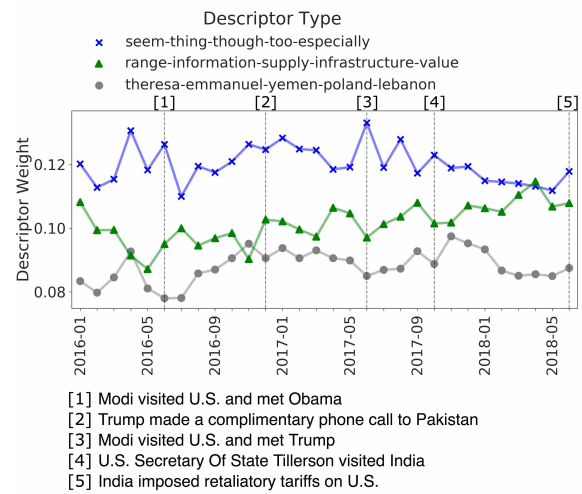 Descriptor Type
seem-thing-though-too-especially
range-information-supply-infrastructure-value
theresa-emmanuel-yemen-poland-lebanon
[1] [2] [3] [4] [5]
Descriptor Weight
0.12
0.10
0.08
2016-01 2016-05 2016-09 2017-01 2017-05 2017-09 2018-01 2018-05
[1] Modi visited U.S. and met Obama
[2] Trump made a complimentary phone call to Pakistan
[3] Modi visited U.S. and met Trump
[4] U.S. Secretary Of State Tillerson visited India
[5] India imposed retaliatory tariffs on U.S.